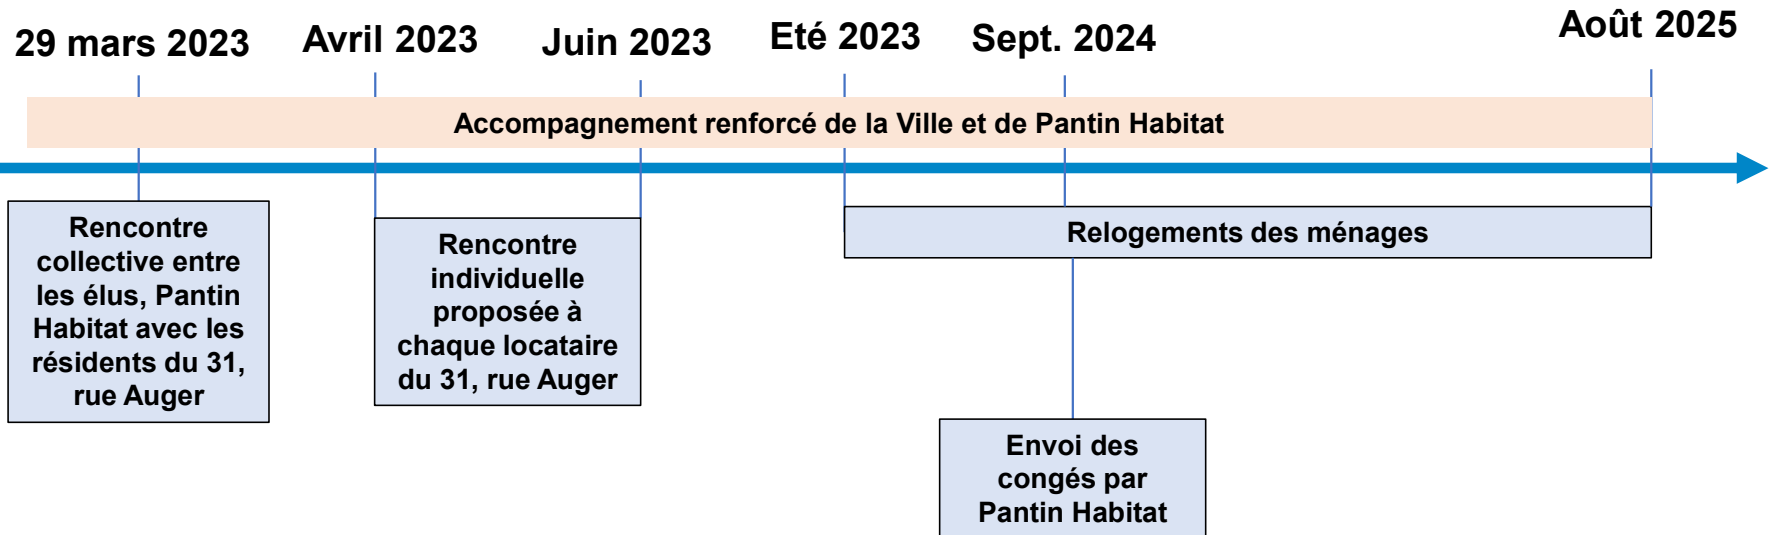 29 mars 2023
Avril 2023
Juin 2023
Eté 2023
Sept. 2024
Août 2025
Accompagnement renforcé de la Ville et de Pantin Habitat
Rencontre
collective entre
les élus, Pantin
Habitat avec les
résidents du 31,
rue Auger
Rencontre
individuelle
proposée à
chaque locataire
du 31, rue Auger
Relogements des ménages
Envoi des
congés par
Pantin Habitat